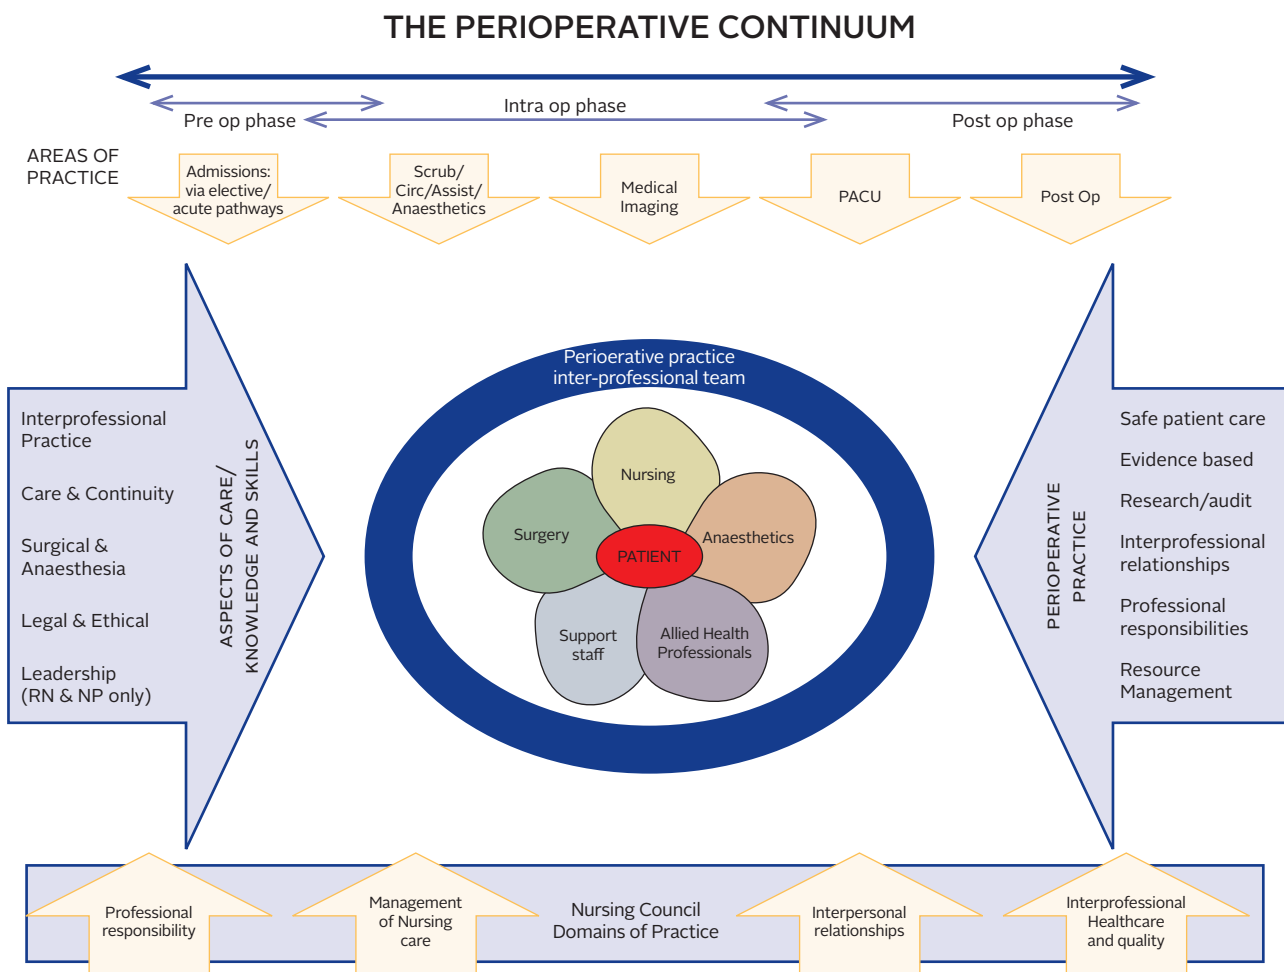 THE PERIOPERATIVE CONTINUUM
Pre op phase
Intra op phase
Post op phase
AREAS OF
PRACTICE
Admissions:
via elective/
acute pathways
Scrub/
Circ/Assist/
Anaesthetics
Medical
Imaging
PACU
Post Op
Interprofessional
Practice
Care & Continuity
Surgical &
Anaesthesia
Legal & Ethical
Leadership
(RN & NP only)
ASPECTS OF CARE/
KNOWLEDGE AND SKILLS
Perioerative practice
inter-professional team
Nursing
Surgery
Anaesthetics
PATIENT
Support
staff
Allied Health
Professionals
PERIOPERATIVE
PRACTICE
Safe patient care
Evidence based
Research/audit
Interprofessional
relationships
Professional
responsibilities
Resource
Management
Professional
responsibility
Management
of Nursing
care
Nursing Council
Domains of Practice
Interpersonal
relationships
Interprofessional
Healthcare
and quality